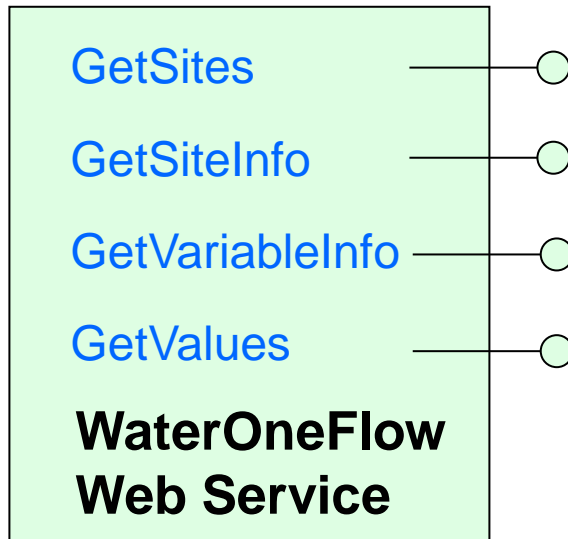 GetSites
GetSiteInfo
GetVariableInfo
GetValues
WaterOneFlow
Web Service